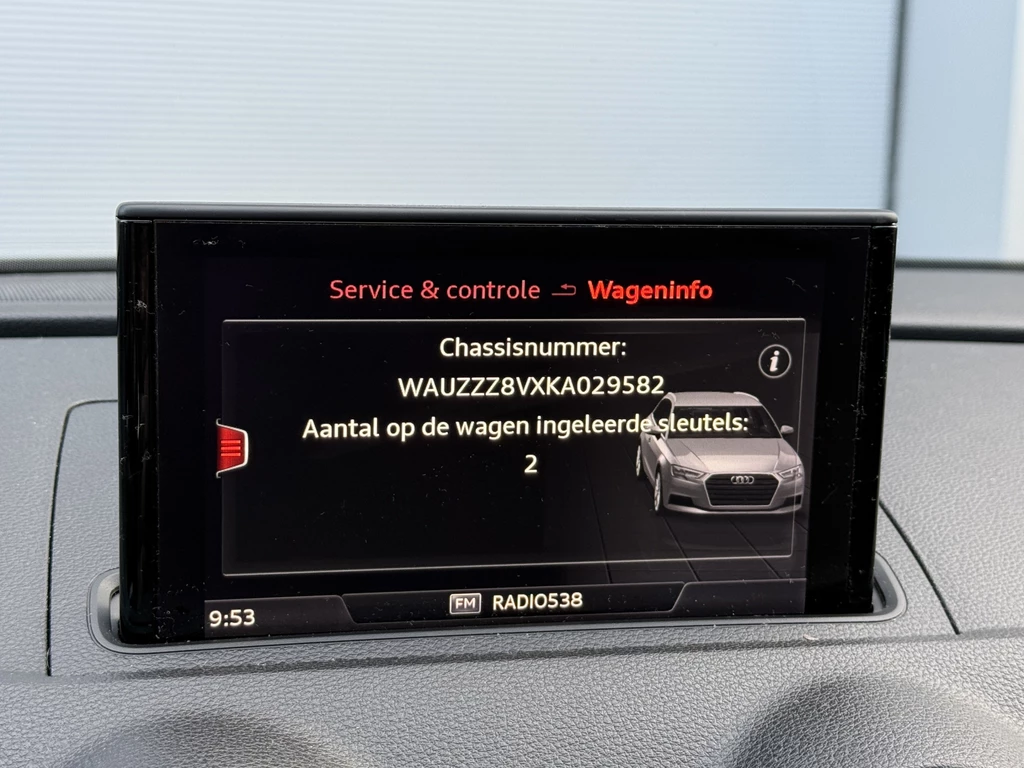 Service & controle Wageninfo
Chassisnummer:
WAUZZZ8VXKA029582
Aantal op de wagen ingeleerde sleutels:
2
i
9:53
FM RADIO538